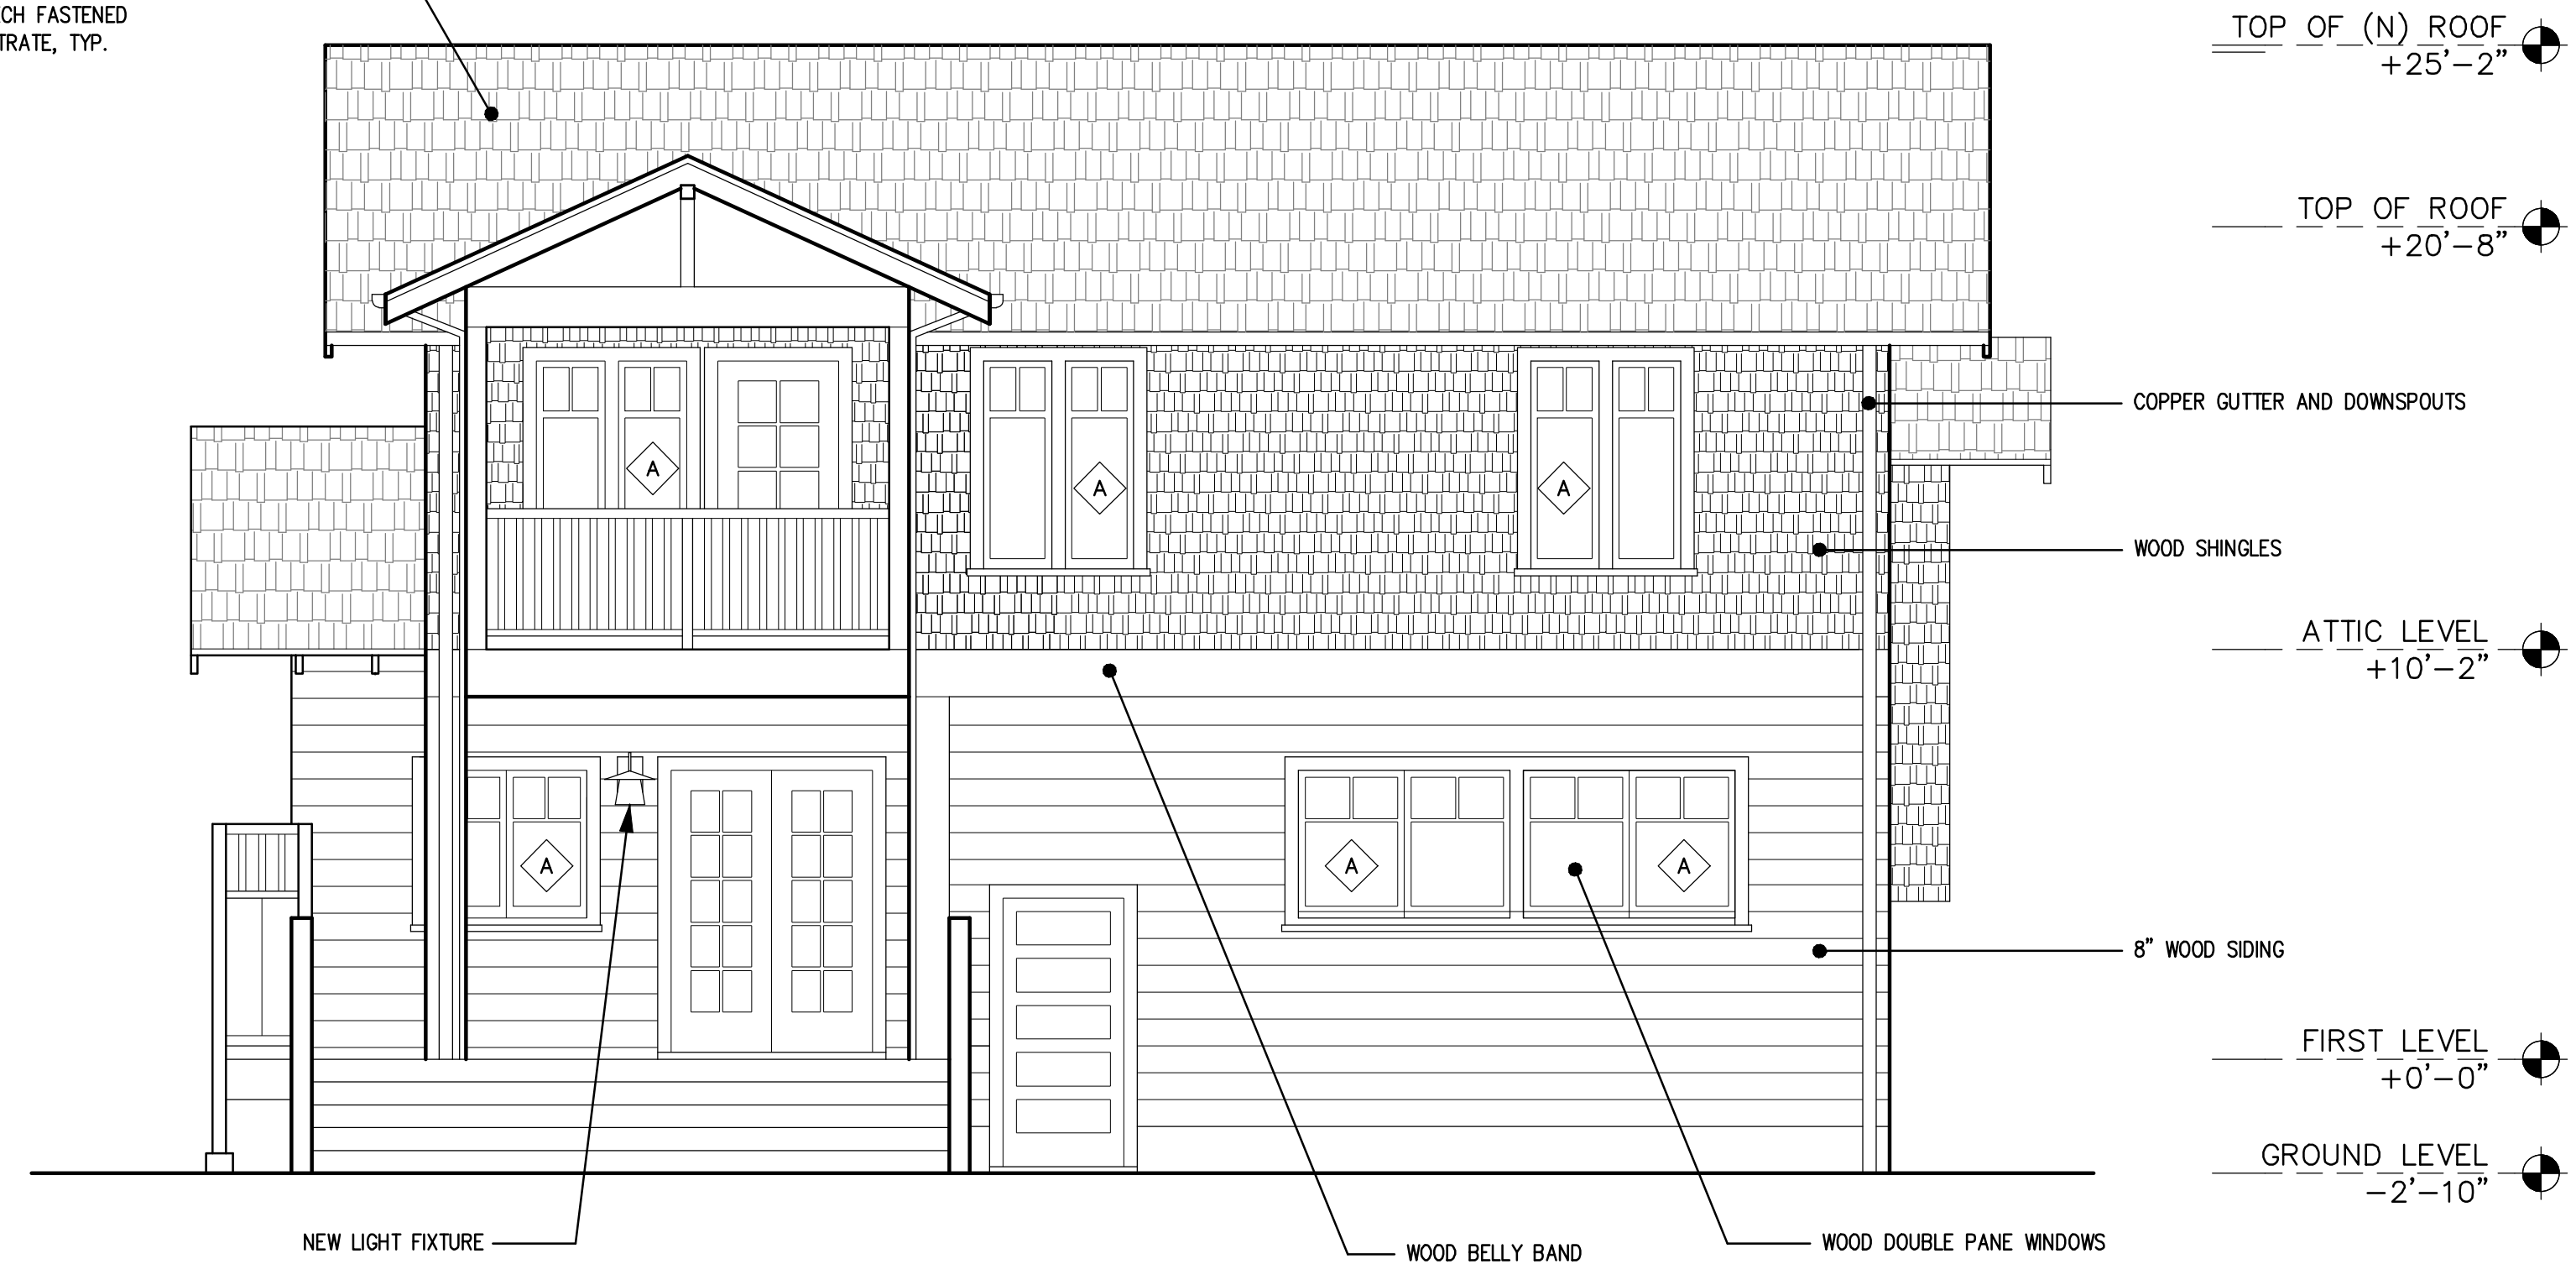 FASTENED
TYP.
TOP OF (N) ROOF
+25'-2"
TOP OF ROOF
+20'-8"
COPPER GUTTER AND DOWNSPOUTS
A
A
A
WOOD SHINGLES
ATTIC LEVEL
+10'-2"
A
A
A
8" WOOD SIDING
FIRST LEVEL
+0'-0"
GROUND LEVEL
-2'-10"
NEW LIGHT FIXTURE
WOOD BELLY BAND
WOOD DOUBLE PANE WINDOWS